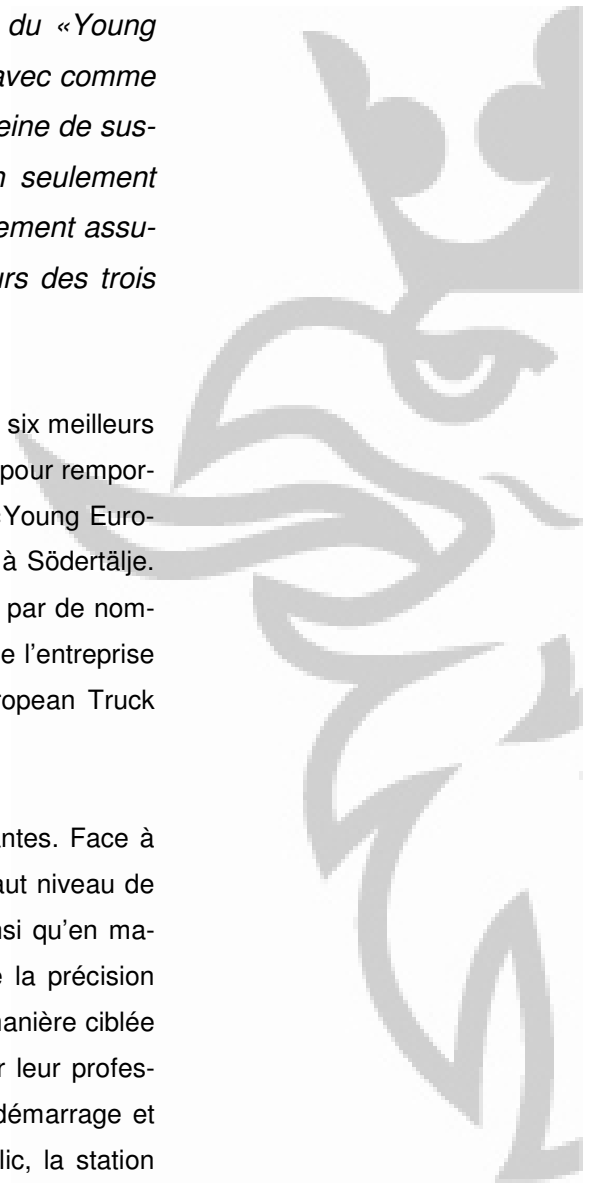 du «Young
avec comme
eine de sus-
n seulement
ement assu-
urs des trois
six meilleurs
pour rempor-
«Young Euro-
à Södertälje.
par de nom-
e l'entreprise
ropean Truck
antes. Face à
aut niveau de
nsi qu'en ma-
e la précision
manière ciblée
r leur profes-
démarrage et
lic, la station